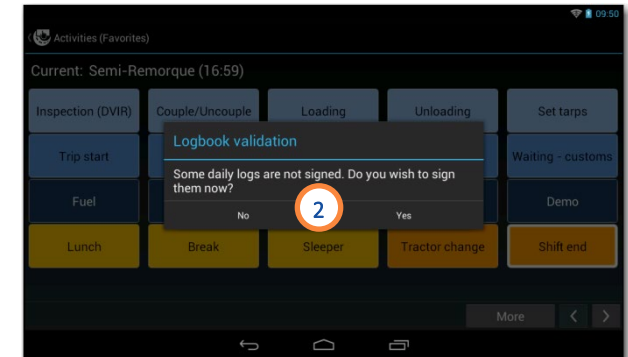 09:50
Activities (Favorites)
Current: Semi-Remorque (16:59)
Inspection (DVIR) Couple/Uncouple Loading Unloading Set tarps
Logbook validation
Trip start Waiting - customs
Some daily logs are not signed. Do you wish to sign
them now?
Fuel Demo
No 2 Yes
Lunch Break Sleeper Tractor change Shift end
More